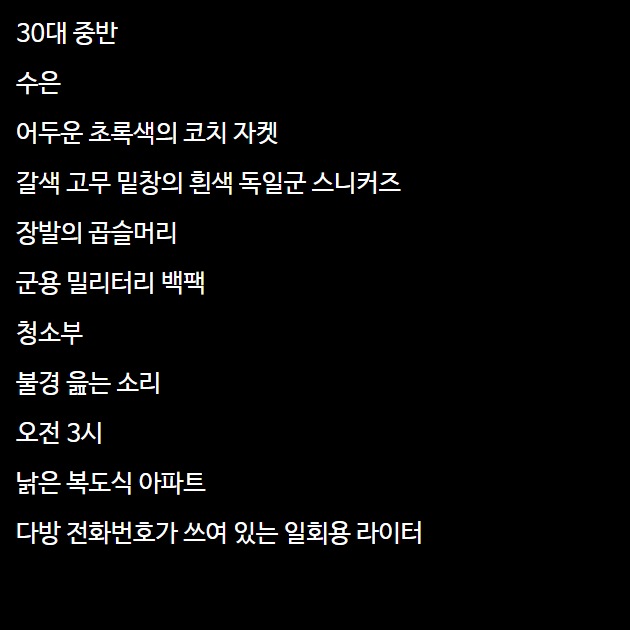 30대 중반
수은
어두운 초록색의 코치 자켓
갈색 고무 밑창의 흰색 독일군 스니커즈
장발의 곱슬머리
군용 밀리터리 백팩
청소부
불경 읊는 소리
오전 3시
낡은 복도식 아파트
다방 전화번호가 쓰여 있는 일회용 라이터